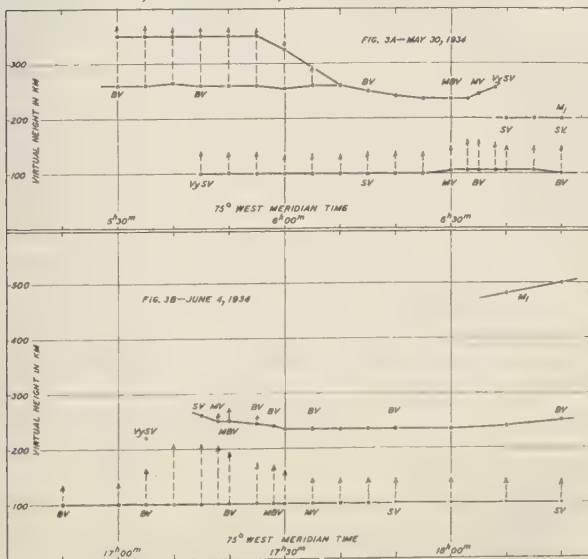 FIG. 3A—MAY 30, 1934
300
BV
MBV
MV
VySV
BV
BV
200
M₁
SV
SV
VIRTUAL HEIGHT IN KM
100
VySV
SV
MV
BV
BV
75° WEST MERIDIAN TIME
5ʰ30ᵐ
6ʰ00ᵐ
6ʰ30ᵐ
500
M₁
FIG. 3B—JUNE 4, 1934
400
300
SV
MV
BV
BV
BV
BV
BV
VySV
MBV
VIRTUAL HEIGHT IN KM
200
100
BV
BV
BV
MBV
MV
SV
SV
75° WEST MERIDIAN TIME
17ʰ00ᵐ
17ʰ30ᵐ
18ʰ00ᵐ